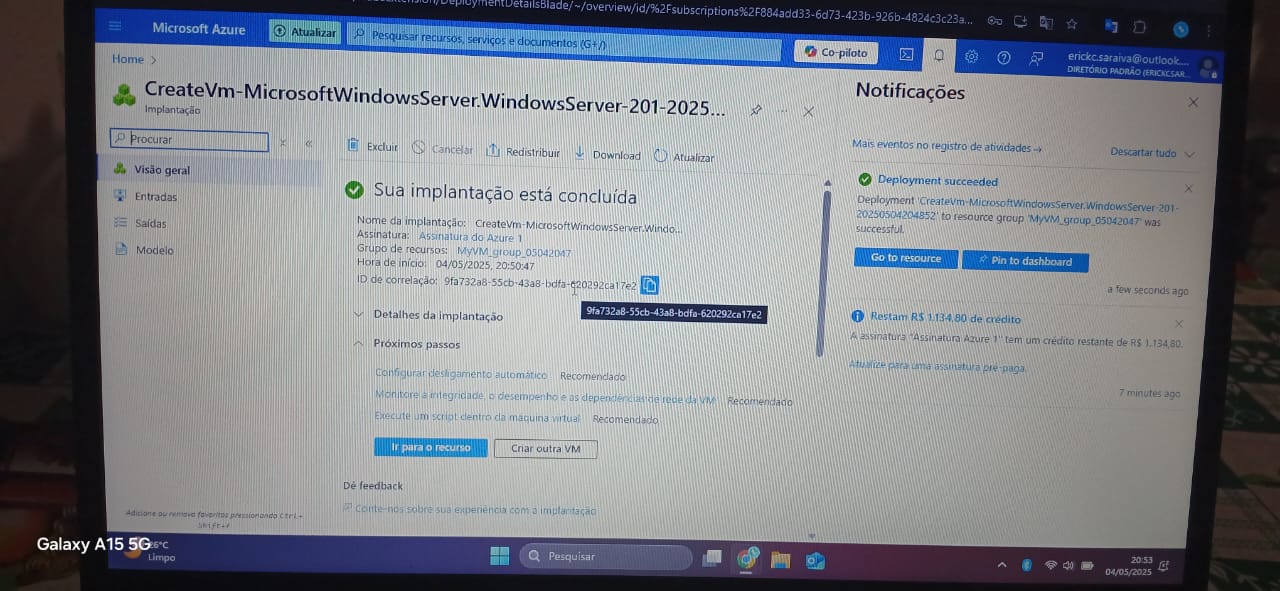 DeploymentDetailsBlade/~/overview/id/%2Fsubscriptions%2F884add33-6d73-423b-926b-4824c3c23a...
Microsoft Azure
Atualizar
Pesquisar recursos, serviços e documentos (G+/)
Co-piloto
erickc.saraiva@outlook....
DIRETÓRIO PADRÃO (ERICKCSAR...
Home >
CreateVm-MicrosoftWindowsServer.WindowsServer-201-2025...
Implantação
Procurar
Visão geral
Entradas
Saídas
Modelo
Adicione ou remova favoritos pressionando Ctrl+
Shift+F
Excluir
Cancelar
Redistribuir
Download
Atualizar
Sua implantação está concluída
Nome da implantação: CreateVm-MicrosoftWindowsServer.Windo...
Assinatura: Assinatura do Azure 1
Grupo de recursos: MyVM_group_05042047
Hora de início: 04/05/2025, 20:50:47
ID de correlação: 9fa732a8-55cb-43a8-bdfa-620292ca17e2
9fa732a8-55cb-43a8-bdfa-620292ca17e2
Detalhes da implantação
Próximos passos
Configurar desligamento automático Recomendado
Monitore a integridade, o desempenho e as dependências de rede da VM Recomendado
Execute um script dentro da máquina virtual Recomendado
Ir para o recurso
Criar outra VM
Dê feedback
Conte-nos sobre sua experiência com a implantação
Notificações
Mais eventos no registro de atividades →
Descartar tudo
Deployment succeeded
Deployment 'CreateVm-MicrosoftWindowsServer.WindowsServer-201-
20250504204852' to resource group 'MyVM_group_05042047' was
successful.
Go to resource
Pin to dashboard
a few seconds ago
Restam R$ 1.134,80 de crédito
A assinatura "Assinatura Azure 1" tem um crédito restante de R$ 1.134,80.
Atualize para uma assinatura pré-paga.
7 minutes ago
Galaxy A15 5G
Limpo
Pesquisar
20:53
04/05/2025